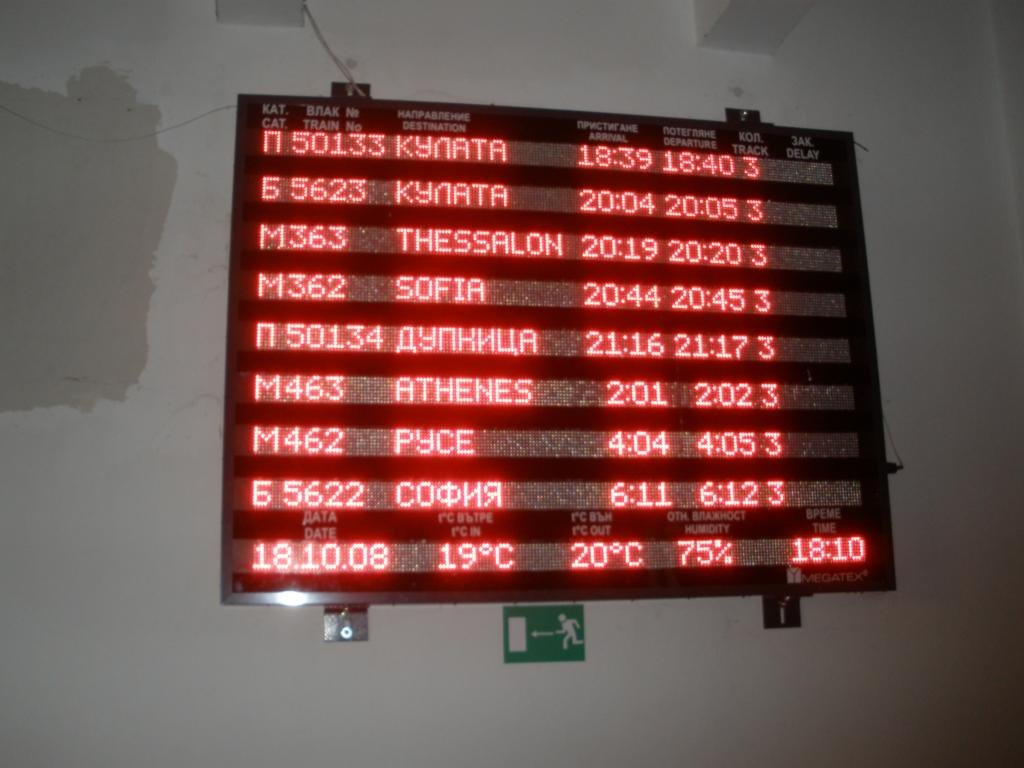 КАТ. ВЛАК № НАПРАВЛЕНИЕ ПРИСТИГАНЕ ПОТЕГЛЯНЕ КОЛ. ЗАК.
CAT. TRAIN No DESTINATION ARRIVAL DEPARTURE TRACK DELAY
П 50133 КУЛАТА 18:39 18:40 3
Б 5623 КУЛАТА 20:04 20:05 3
М 363 THESSALON 20:19 20:20 3
М 362 SOFIA 20:44 20:45 3
П 50134 ДУПНИЦА 21:16 21:17 3
М 463 ATHENES 2:01 2:02 3
М 462 РУСЕ 4:04 4:05 3
Б 5622 СОФИЯ 6:11 6:12 3
ДАТА t°C ВЪТРЕ t°C ВЪН ОТН. ВЛАЖНОСТ ВРЕМЕ
DATE t°C IN t°C OUT HUMIDITY TIME
18.10.08 19°C 20°C 75% 18:10
MEGATEX